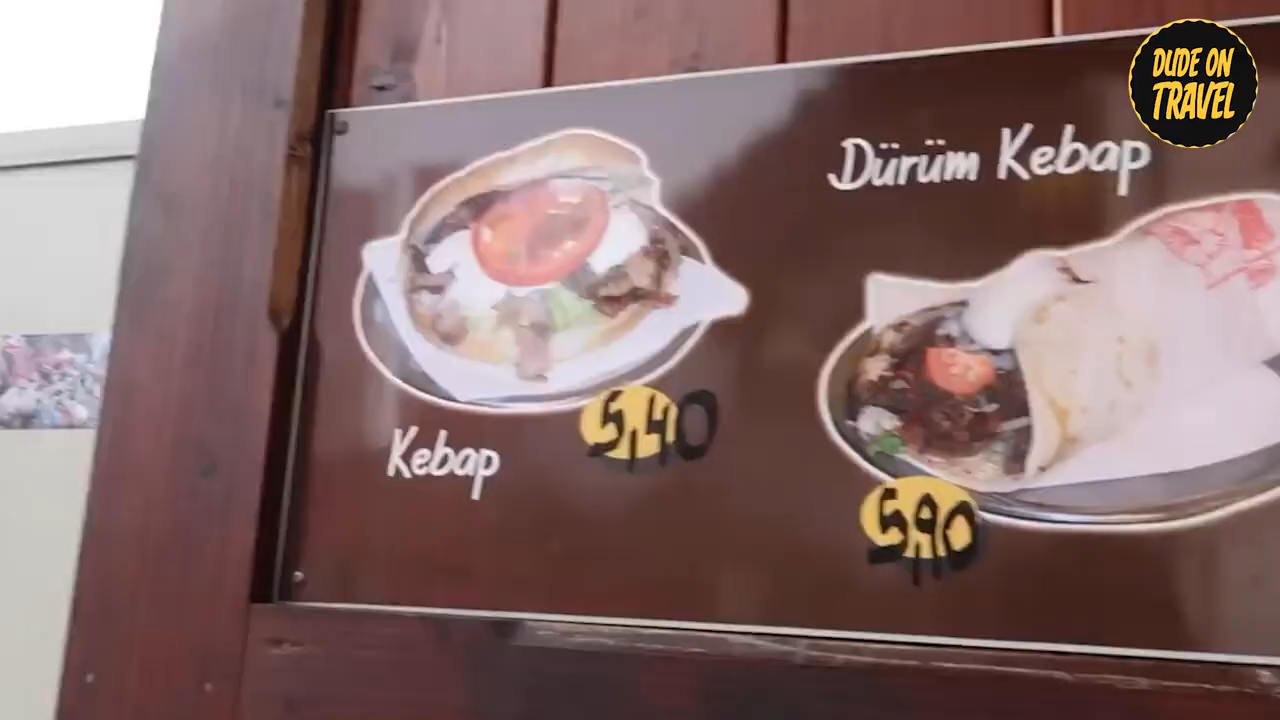 DUDE ON
TRAVEL
Dürüm Kebap
Kebap
5,40
5,90